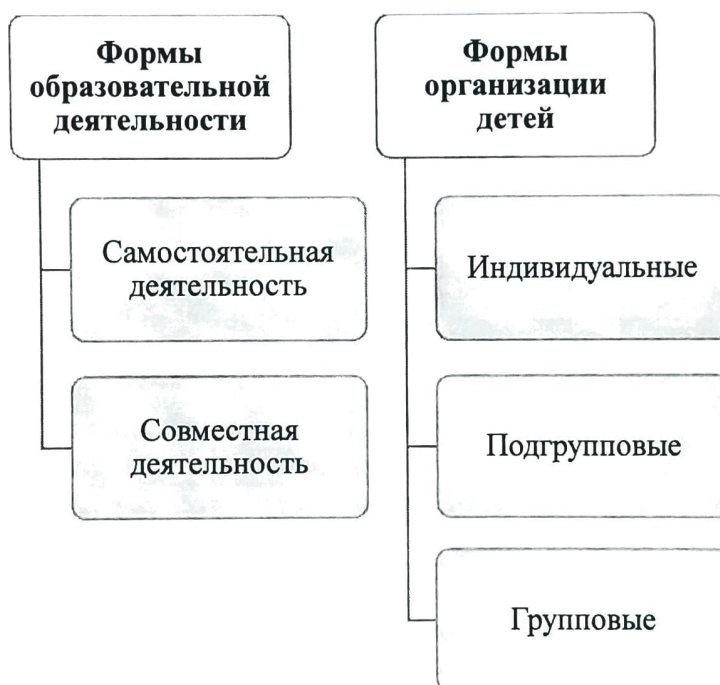 Формы
образовательной
деятельности
Самостоятельная
деятельность
Совместная
деятельность
Формы
организации
детей
Индивидуальные
Подгрупповые
Групповые